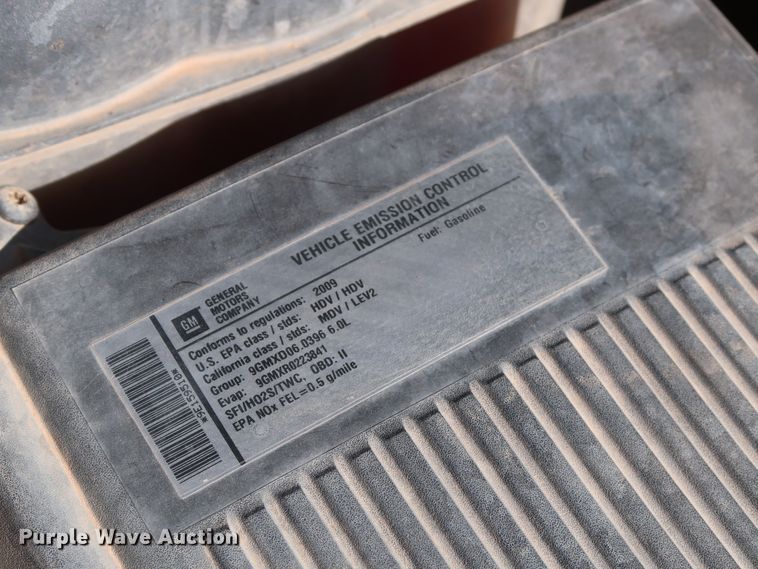 GM
GENERAL
MOTORS
COMPANY
VEHICLE EMISSION CONTROL
INFORMATION
Conforms to regulations: 2009 Fuel: Gasoline
U.S. EPA class / stds: HDV / HDV
California class / stds: MDV / LEV2
Group: 9GMXD06.0396 6.0L
Evap: 9GMXR0223841
SFI/HO2S/TWC, OBD: II
EPA NOx FEL=0.5 g/mile
Purple Wave Auction